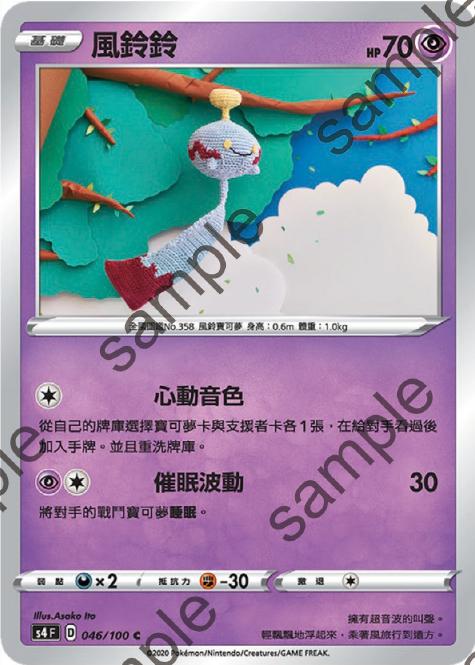 基礎 風鈴鈴 HP70
全國圖鑑No.358 風鈴寶可夢 身高：0.6m 體重：1.0kg
心動音色
從自己的牌庫選擇寶可夢卡與支援者卡各1張，在給對手看過後
加入手牌。並且重洗牌庫。
催眠波動 30
將對手的戰鬥寶可夢睡眠。
弱點 ×2 抵抗力 -30 撤退
Illus.Asako Ito
s4 F D 046/100 C
擁有超音波的叫聲。
輕飄飄地浮起來，乘著風旅行到遠方。
©2020 Pokémon/Nintendo/Creatures/GAME FREAK.
sample
sample
sample
sample
sample
sample